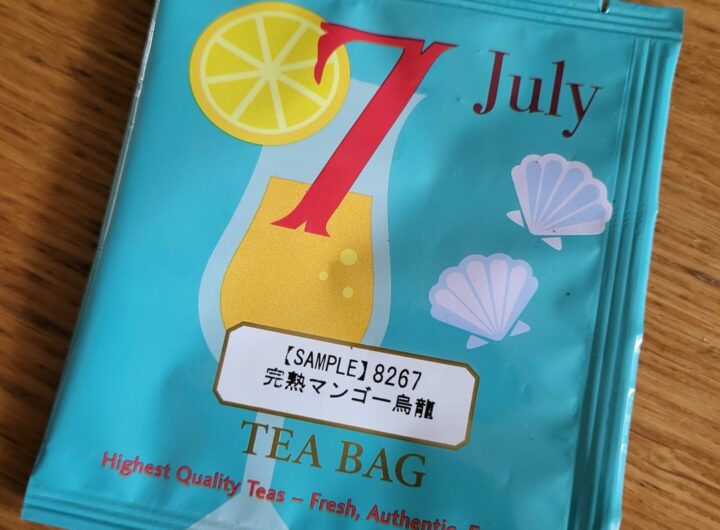 7
July
【SAMPLE】8267
完熟マンゴー烏龍
TEA BAG
Highest Quality Teas – Fresh, Authentic,